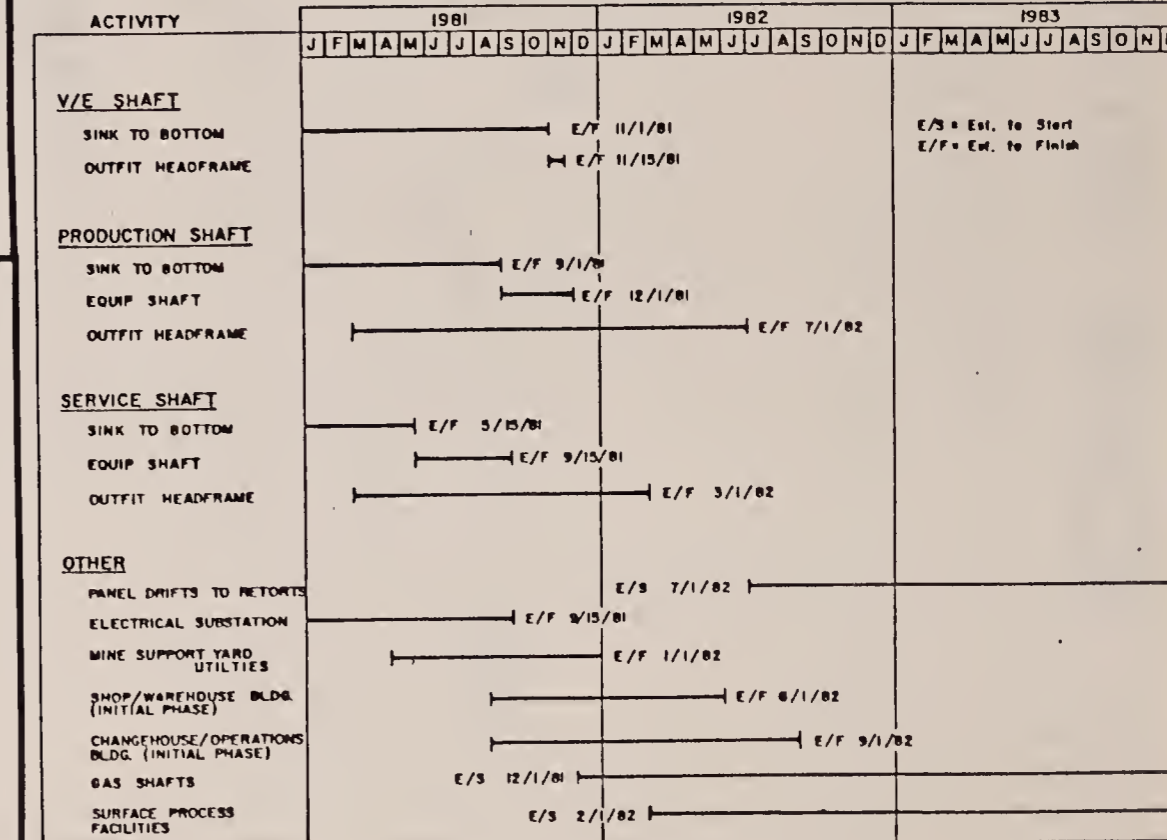 ACTIVITY 1981 1982 1983
J F M A M J J A S O N D J F M A M J J A S O N D J F M A M J J A S O N
V/E SHAFT
SINK TO BOTTOM E/F 11/1/81 E/S = Est. to Start
OUTFIT HEADFRAME E/F 11/15/81 E/F = Est. to Finish
PRODUCTION SHAFT
SINK TO BOTTOM E/F 9/1/81
EQUIP SHAFT E/F 12/1/81
OUTFIT HEADFRAME E/F 7/1/82
SERVICE SHAFT
SINK TO BOTTOM E/F 5/15/81
EQUIP SHAFT E/F 9/15/81
OUTFIT HEADFRAME E/F 3/1/82
OTHER
PANEL DRIFTS TO RETORTS E/S 7/1/82
ELECTRICAL SUBSTATION E/F 9/15/81
MINE SUPPORT YARD
UTILTIES E/F 1/1/82
SHOP/WAREHOUSE BLDG. E/F 6/1/82
(INITIAL PHASE)
CHANGEHOUSE/OPERATIONS E/F 9/1/82
BLDG. (INITIAL PHASE)
GAS SHAFTS E/S 12/1/81
SURFACE PROCESS E/S 2/1/82
FACILITIES